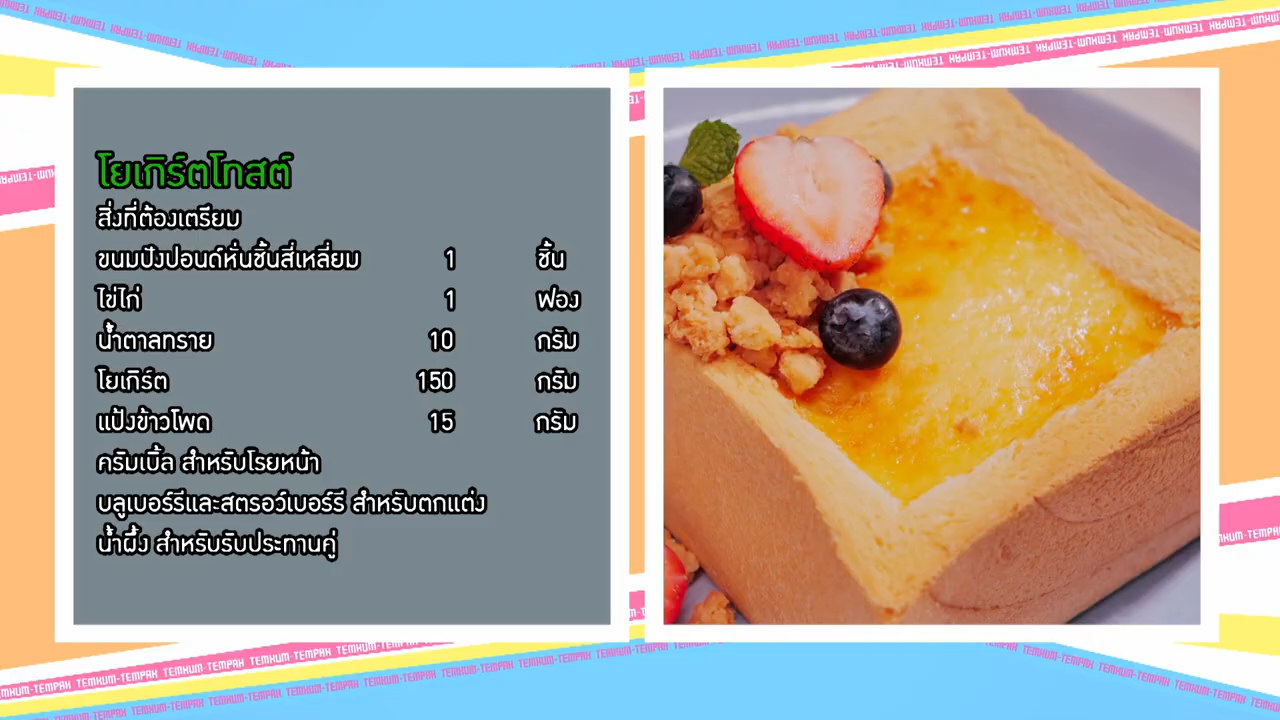 โยเกิร์ตโทสต์
สิ่งที่ต้องเตรียม
ขนมปังปอนด์หั่นชิ้นสี่เหลี่ยม 1 ชิ้น
ไข่ไก่ 1 ฟอง
น้ำตาลทราย 10 กรัม
โยเกิร์ต 150 กรัม
แป้งข้าวโพด 15 กรัม
ครัมเบิ้ล สำหรับโรยหน้า
บลูเบอร์รีและสตรอว์เบอร์รี สำหรับตกแต่ง
น้ำผึ้ง สำหรับรับประทานคู่
TEMHUM-TEMPAH TEMHUM-TEMPAH TEMHUM-TEMPAH TEMHUM-TEMPAH